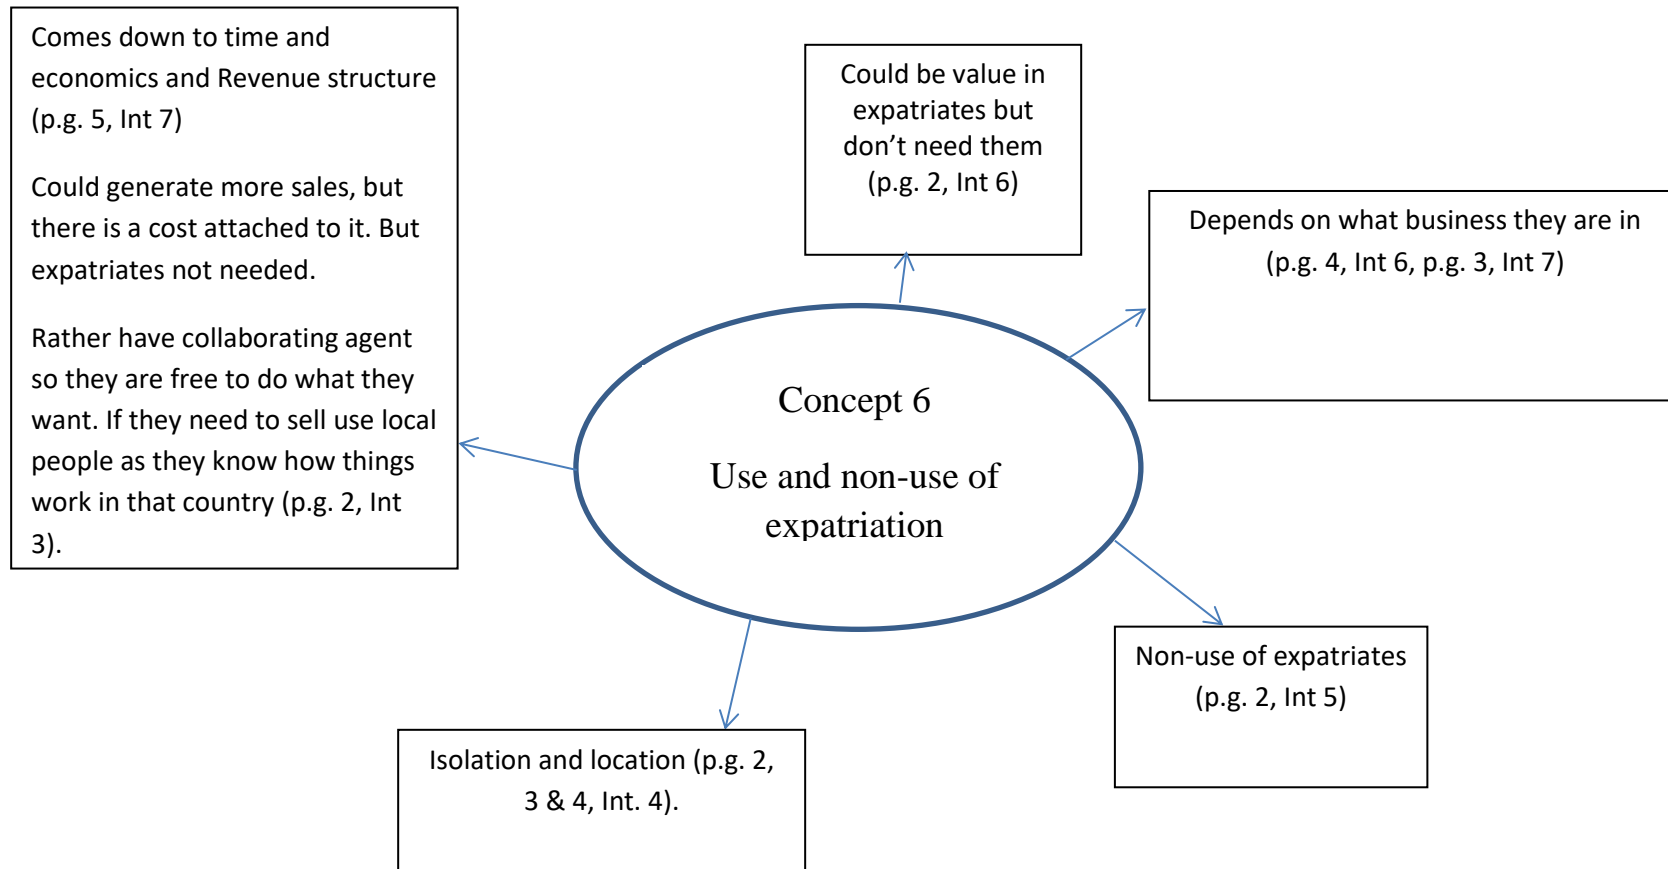 Comes down to time and
economics and Revenue structure
(p.g. 5, Int 7)
Could generate more sales, but
there is a cost attached to it. But
expatriates not needed.
Rather have collaborating agent
so they are free to do what they
want. If they need to sell use local
people as they know how things
work in that country (p.g. 2, Int
3).
Could be value in
expatriates but
don’t need them
(p.g. 2, Int 6)
Depends on what business they are in
(p.g. 4, Int 6, p.g. 3, Int 7)
Concept 6
Use and non-use of
expatriation
Non-use of expatriates
(p.g. 2, Int 5)
Isolation and location (p.g. 2,
3 & 4, Int. 4).